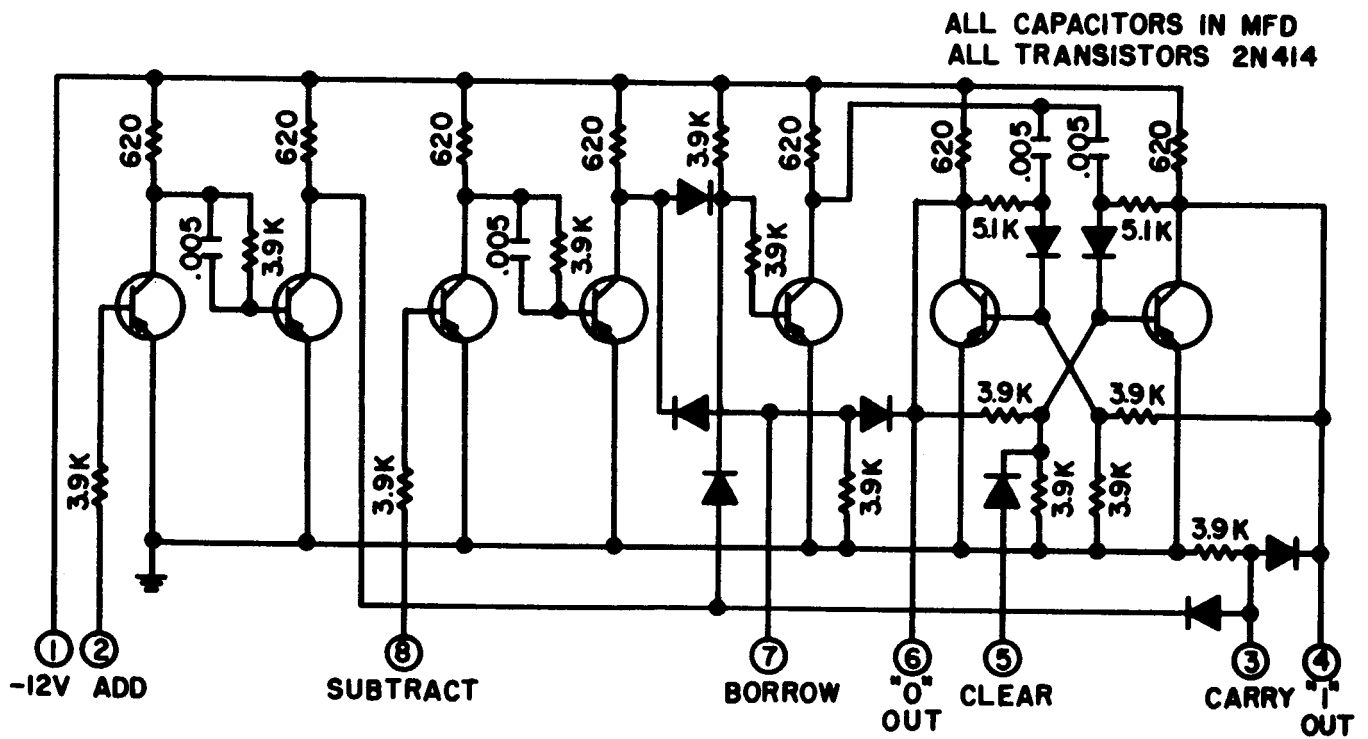 ALL CAPACITORS IN MFD
ALL TRANSISTORS 2N414
620
620
620
620
3.9K
620
620
.005
.005
620
.005
3.9K
.005
3.9K
3.9K
5.1K
5.1K
3.9K
3.9K
3.9K
3.9K
3.9K
3.9K
3.9K
3.9K
1
2
8
7
6
5
3
4
-12V
ADD
SUBTRACT
BORROW
"0"
OUT
CLEAR
CARRY
"1"
OUT